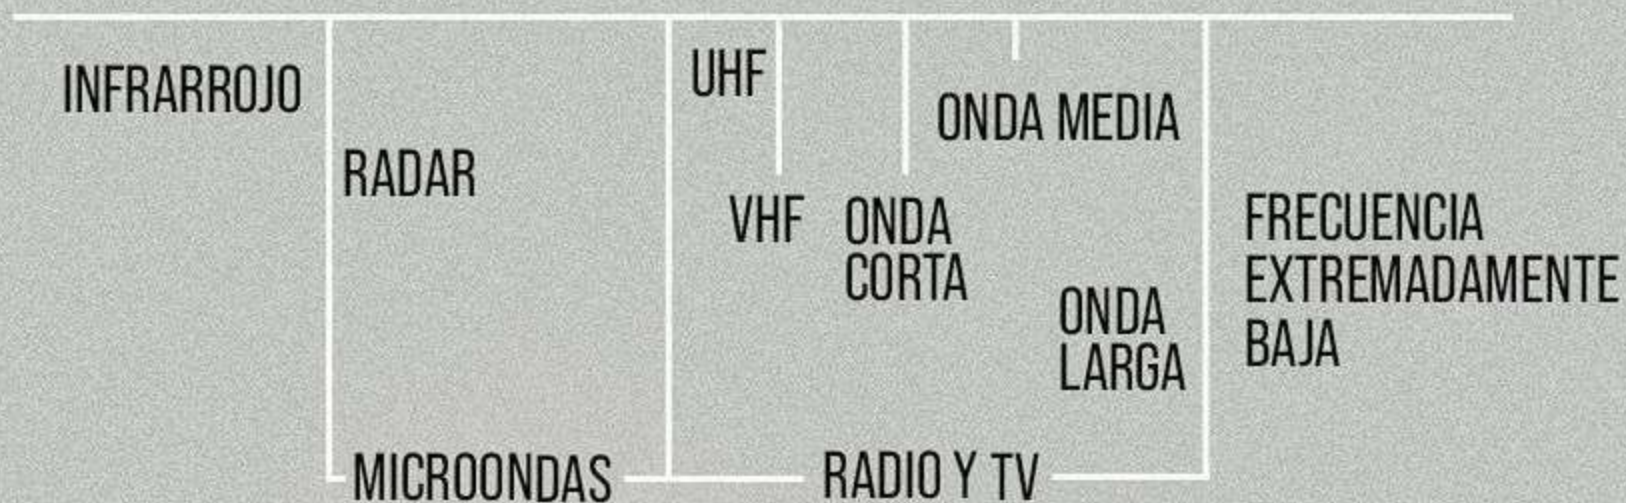 INFRARROJO
RADAR
MICROONDAS
UHF
VHF
ONDA
CORTA
ONDA MEDIA
ONDA
LARGA
RADIO Y TV
FRECUENCIA
EXTREMADAMENTE
BAJA